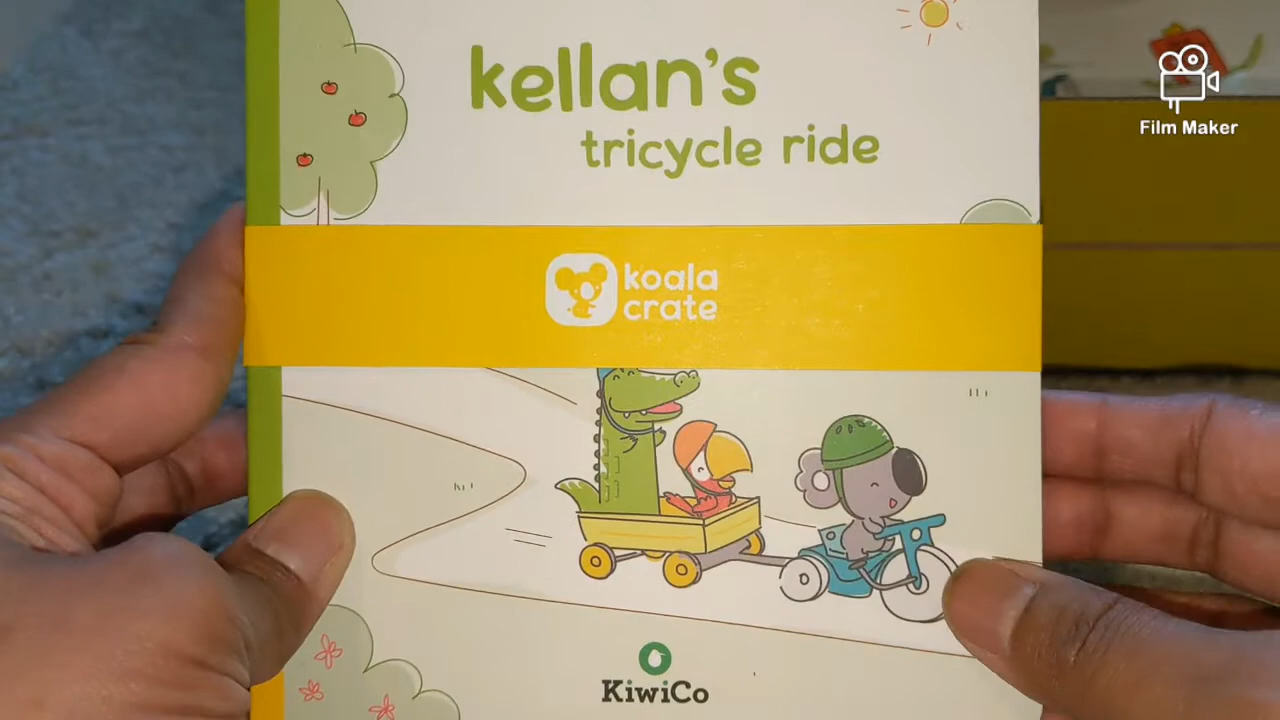 kellan's
tricycle ride
Film Maker
koala
crate
KiwiCo